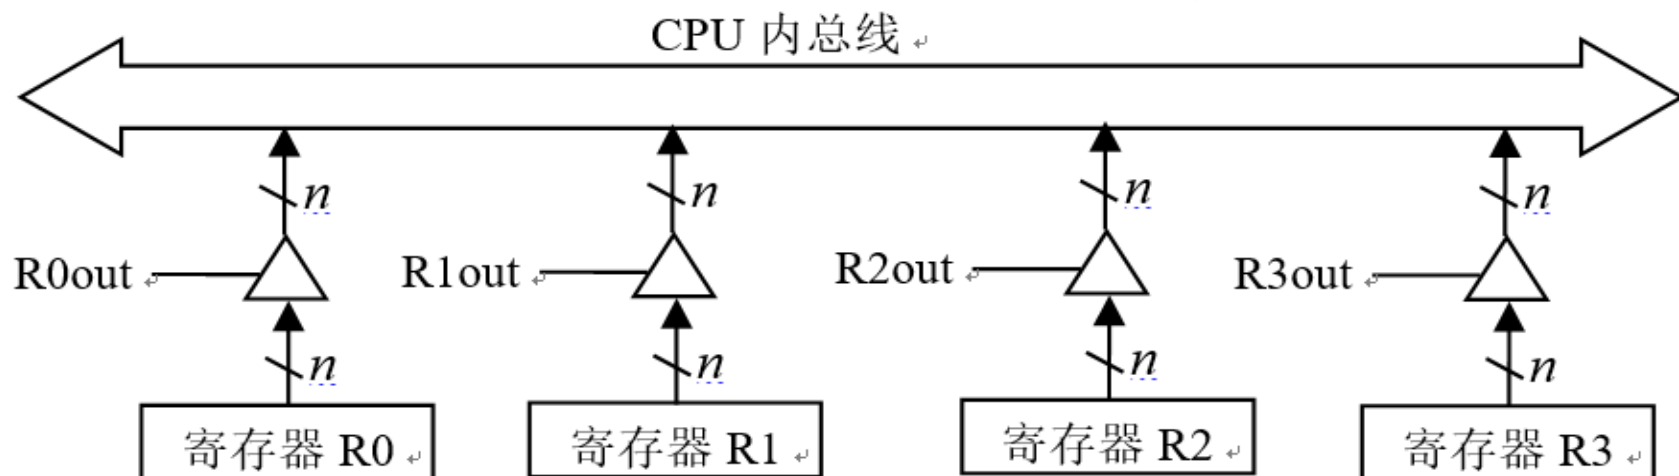 CPU 内总线
n n n n
R0out R1out R2out R3out
n n n n
寄存器 R0 寄存器 R1 寄存器 R2 寄存器 R3